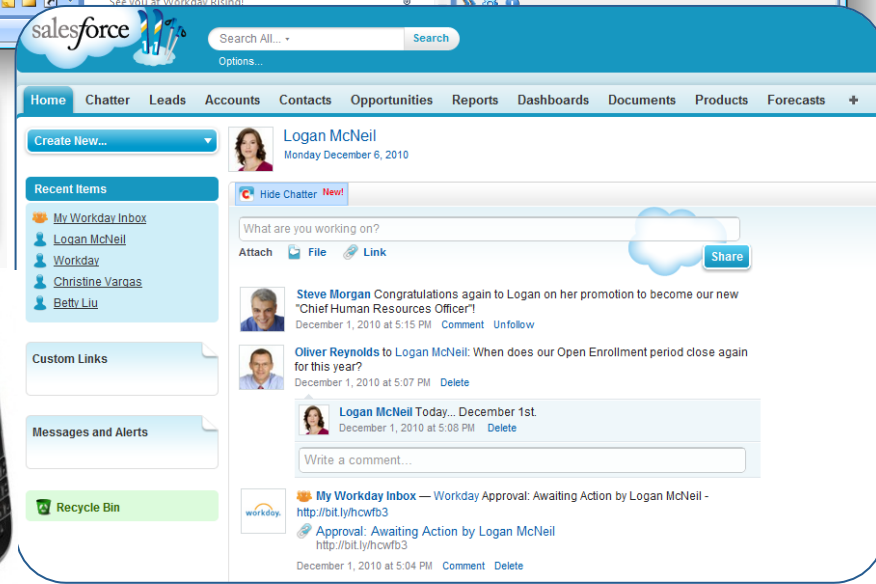 See you at Workday Rising!
salesforce
11
Search All...
Search
Options...
Home Chatter Leads Accounts Contacts Opportunities Reports Dashboards Documents Products Forecasts +
Create New...
Logan McNeil
Monday December 6, 2010
Recent Items
My Workday Inbox
Logan McNeil
Workday
Christine Vargas
Betty Liu
Custom Links
Messages and Alerts
Recycle Bin
Hide Chatter New!
What are you working on?
Attach File Link
Share
Steve Morgan Congratulations again to Logan on her promotion to become our new
"Chief Human Resources Officer"!
December 1, 2010 at 5:15 PM Comment Unfollow
Oliver Reynolds to Logan McNeil: When does our Open Enrollment period close again
for this year?
December 1, 2010 at 5:07 PM Delete
Logan McNeil Today... December 1st.
December 1, 2010 at 5:08 PM Delete
Write a comment...
workday.
My Workday Inbox — Workday Approval: Awaiting Action by Logan McNeil -
http://bit.ly/hcwfb3
Approval: Awaiting Action by Logan McNeil
http://bit.ly/hcwfb3
December 1, 2010 at 5:04 PM Comment Delete